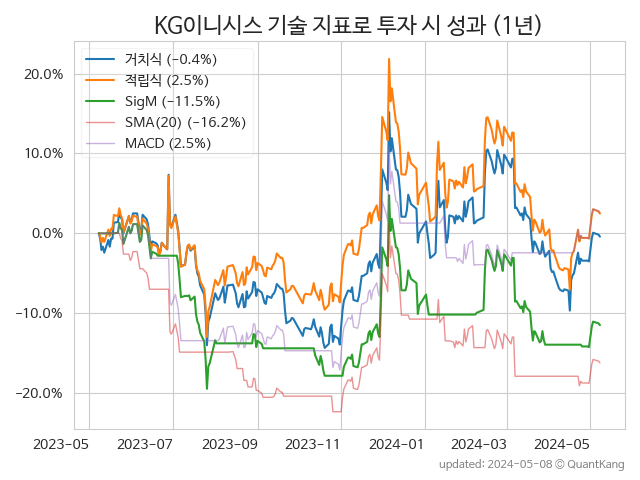 KG이니시스 기술 지표로 투자 시 성과 (1년)
거치식 (−0.4%)
적립식 (2.5%)
SigM (−11.5%)
SMA(20) (−16.2%)
MACD (2.5%)
20.0%
10.0%
0.0%
−10.0%
−20.0%
2023-05 2023-07 2023-09 2023-11 2024-01 2024-03 2024-05
updated: 2024-05-08 © QuantKang